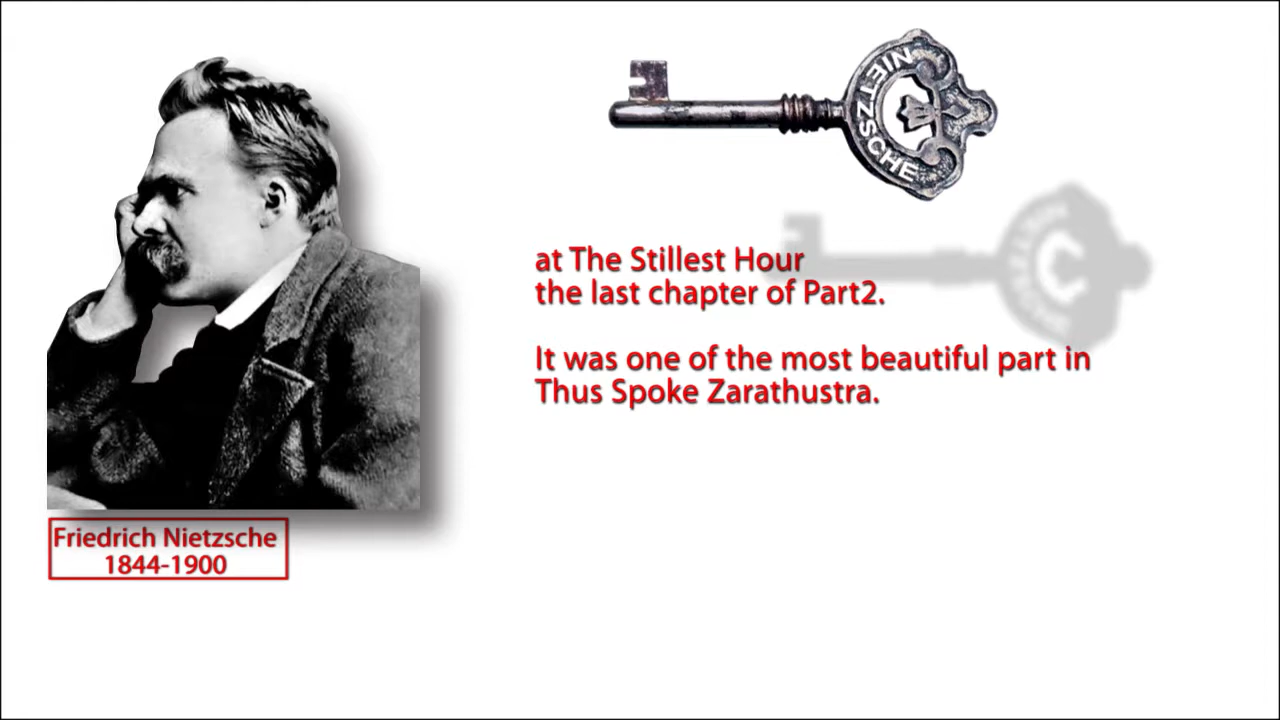 NIETZSCHE
at The Stillest Hour
the last chapter of Part2.
It was one of the most beautiful part in
Thus Spoke Zarathustra.
Friedrich Nietzsche
1844-1900